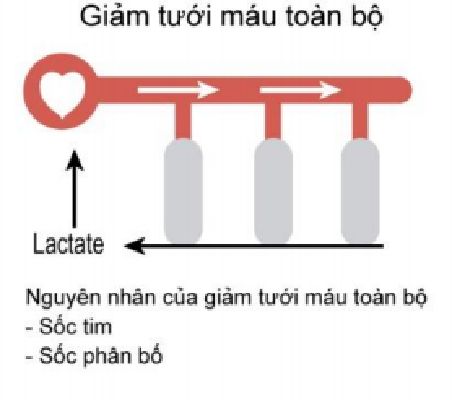 Giảm tưới máu toàn bộ
Lactate
Nguyên nhân của giảm tưới máu toàn bộ
- Sốc tim
- Sốc phân bố